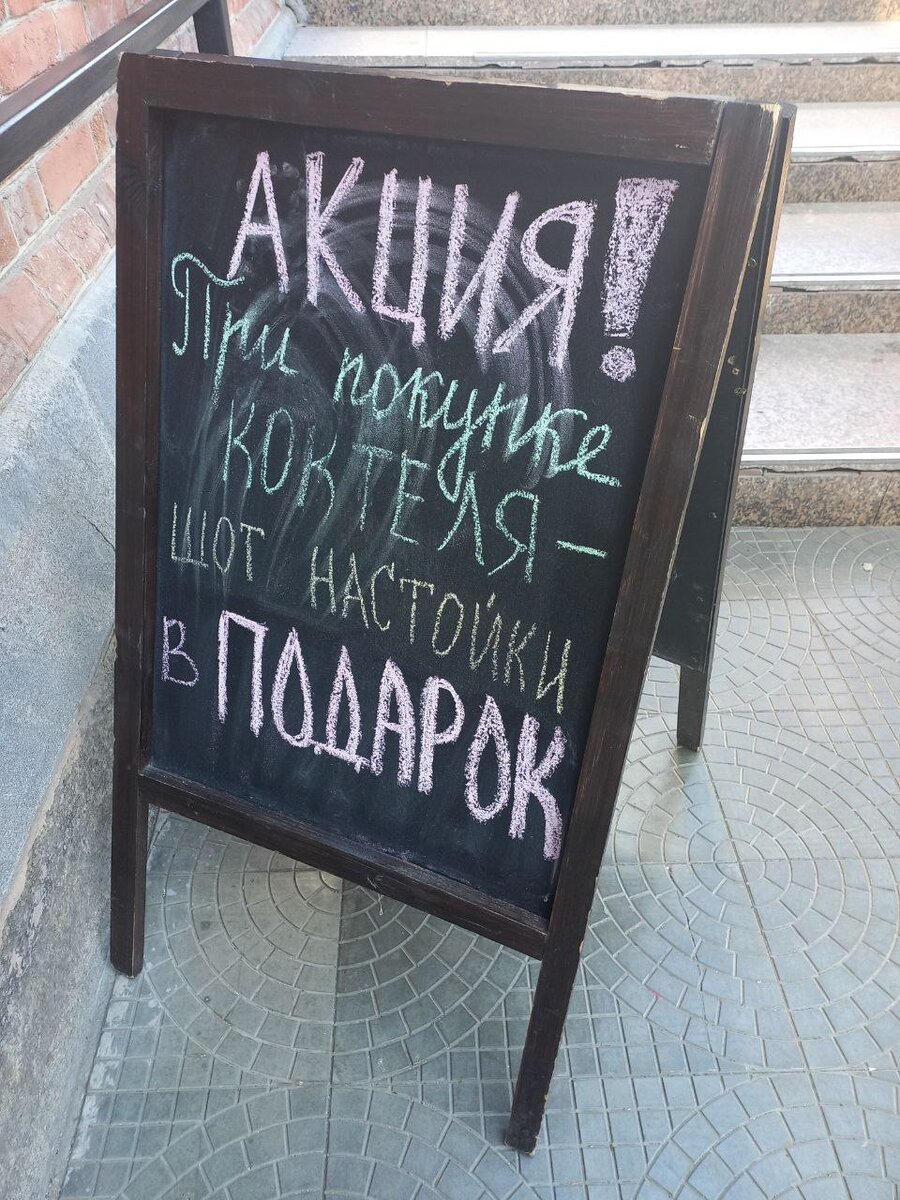 АКЦИЯ!
При покупке
КОКТЕЛЯ –
ШОТ НАСТОЙКИ
В ПОДАРОК